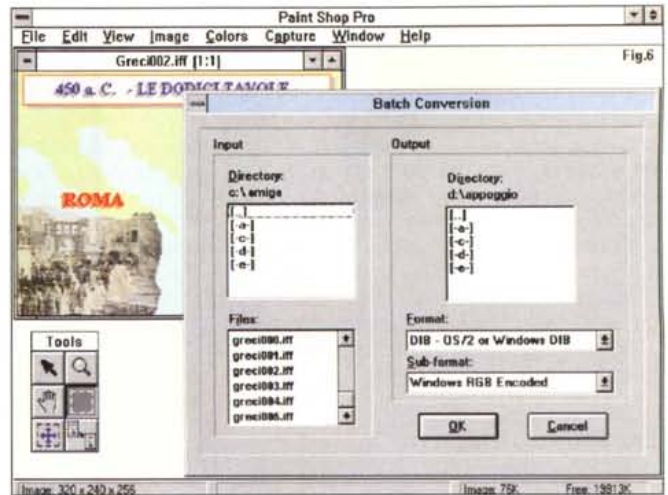 Paint Shop Pro
File Edit View Image Colors Capture Window Help
Fig.6
Greci002.iff [1:1]
450 a. C. - LE DODICI TAVOLE
ROMA
Batch Conversion
Input
Directory:
c:\amiga
[..]
[-a-]
[-c-]
[-d-]
[-e-]
Files:
greci000.iff
greci001.iff
greci002.iff
greci003.iff
greci004.iff
greci005.iff
Output
Directory:
d:\appoggio
[..]
[-a-]
[-c-]
[-d-]
[-e-]
Format:
DIB - OS/2 or Windows DIB
Sub-format:
Windows RGB Encoded
OK
Cancel
Tools
Image: 320 x 240 x 256
Image: 75K
Free: 19913K